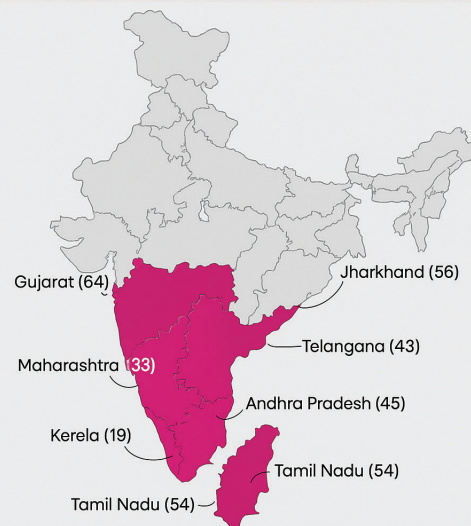 Gujarat (64)
Jharkhand (56)
Telangana (43)
Maharashtra (33)
Andhra Pradesh (45)
Kerela (19)
Tamil Nadu (54)
Tamil Nadu (54)